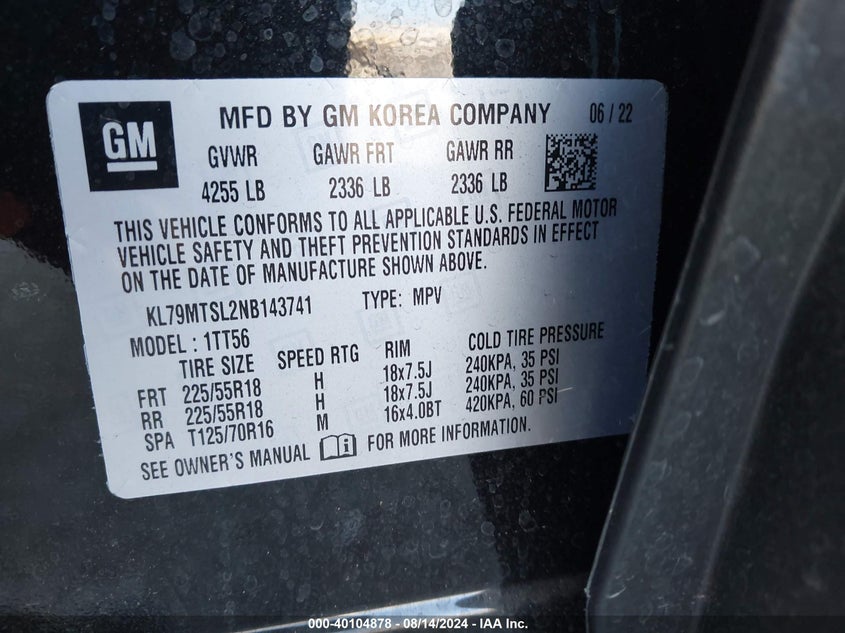 GM
MFD BY GM KOREA COMPANY 06 / 22
GVWR GAWR FRT GAWR RR
4255 LB 2336 LB 2336 LB
THIS VEHICLE CONFORMS TO ALL APPLICABLE U.S. FEDERAL MOTOR
VEHICLE SAFETY AND THEFT PREVENTION STANDARDS IN EFFECT
ON THE DATE OF MANUFACTURE SHOWN ABOVE.
KL79MTSL2NB143741 TYPE: MPV
MODEL : 1TT56
TIRE SIZE SPEED RTG RIM COLD TIRE PRESSURE
FRT 225/55R18 H 18x7.5J 240KPA, 35 PSI
RR 225/55R18 H 18x7.5J 240KPA, 35 PSI
SPA T125/70R16 M 16x4.0BT 420KPA, 60 PSI
SEE OWNER'S MANUAL FOR MORE INFORMATION.
000-40104878 - 08/14/2024 - IAA Inc.